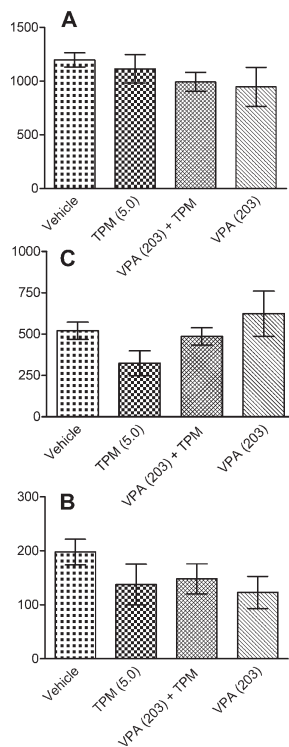 A
1500
1000
500
0
Vehicle
TPM (5.0)
VPA (203) + TPM
VPA (203)
C
1000
750
500
250
0
Vehicle
TPM (5.0)
VPA (203) + TPM
VPA (203)
B
300
200
100
0
Vehicle
TPM (5.0)
VPA (203) + TPM
VPA (203)